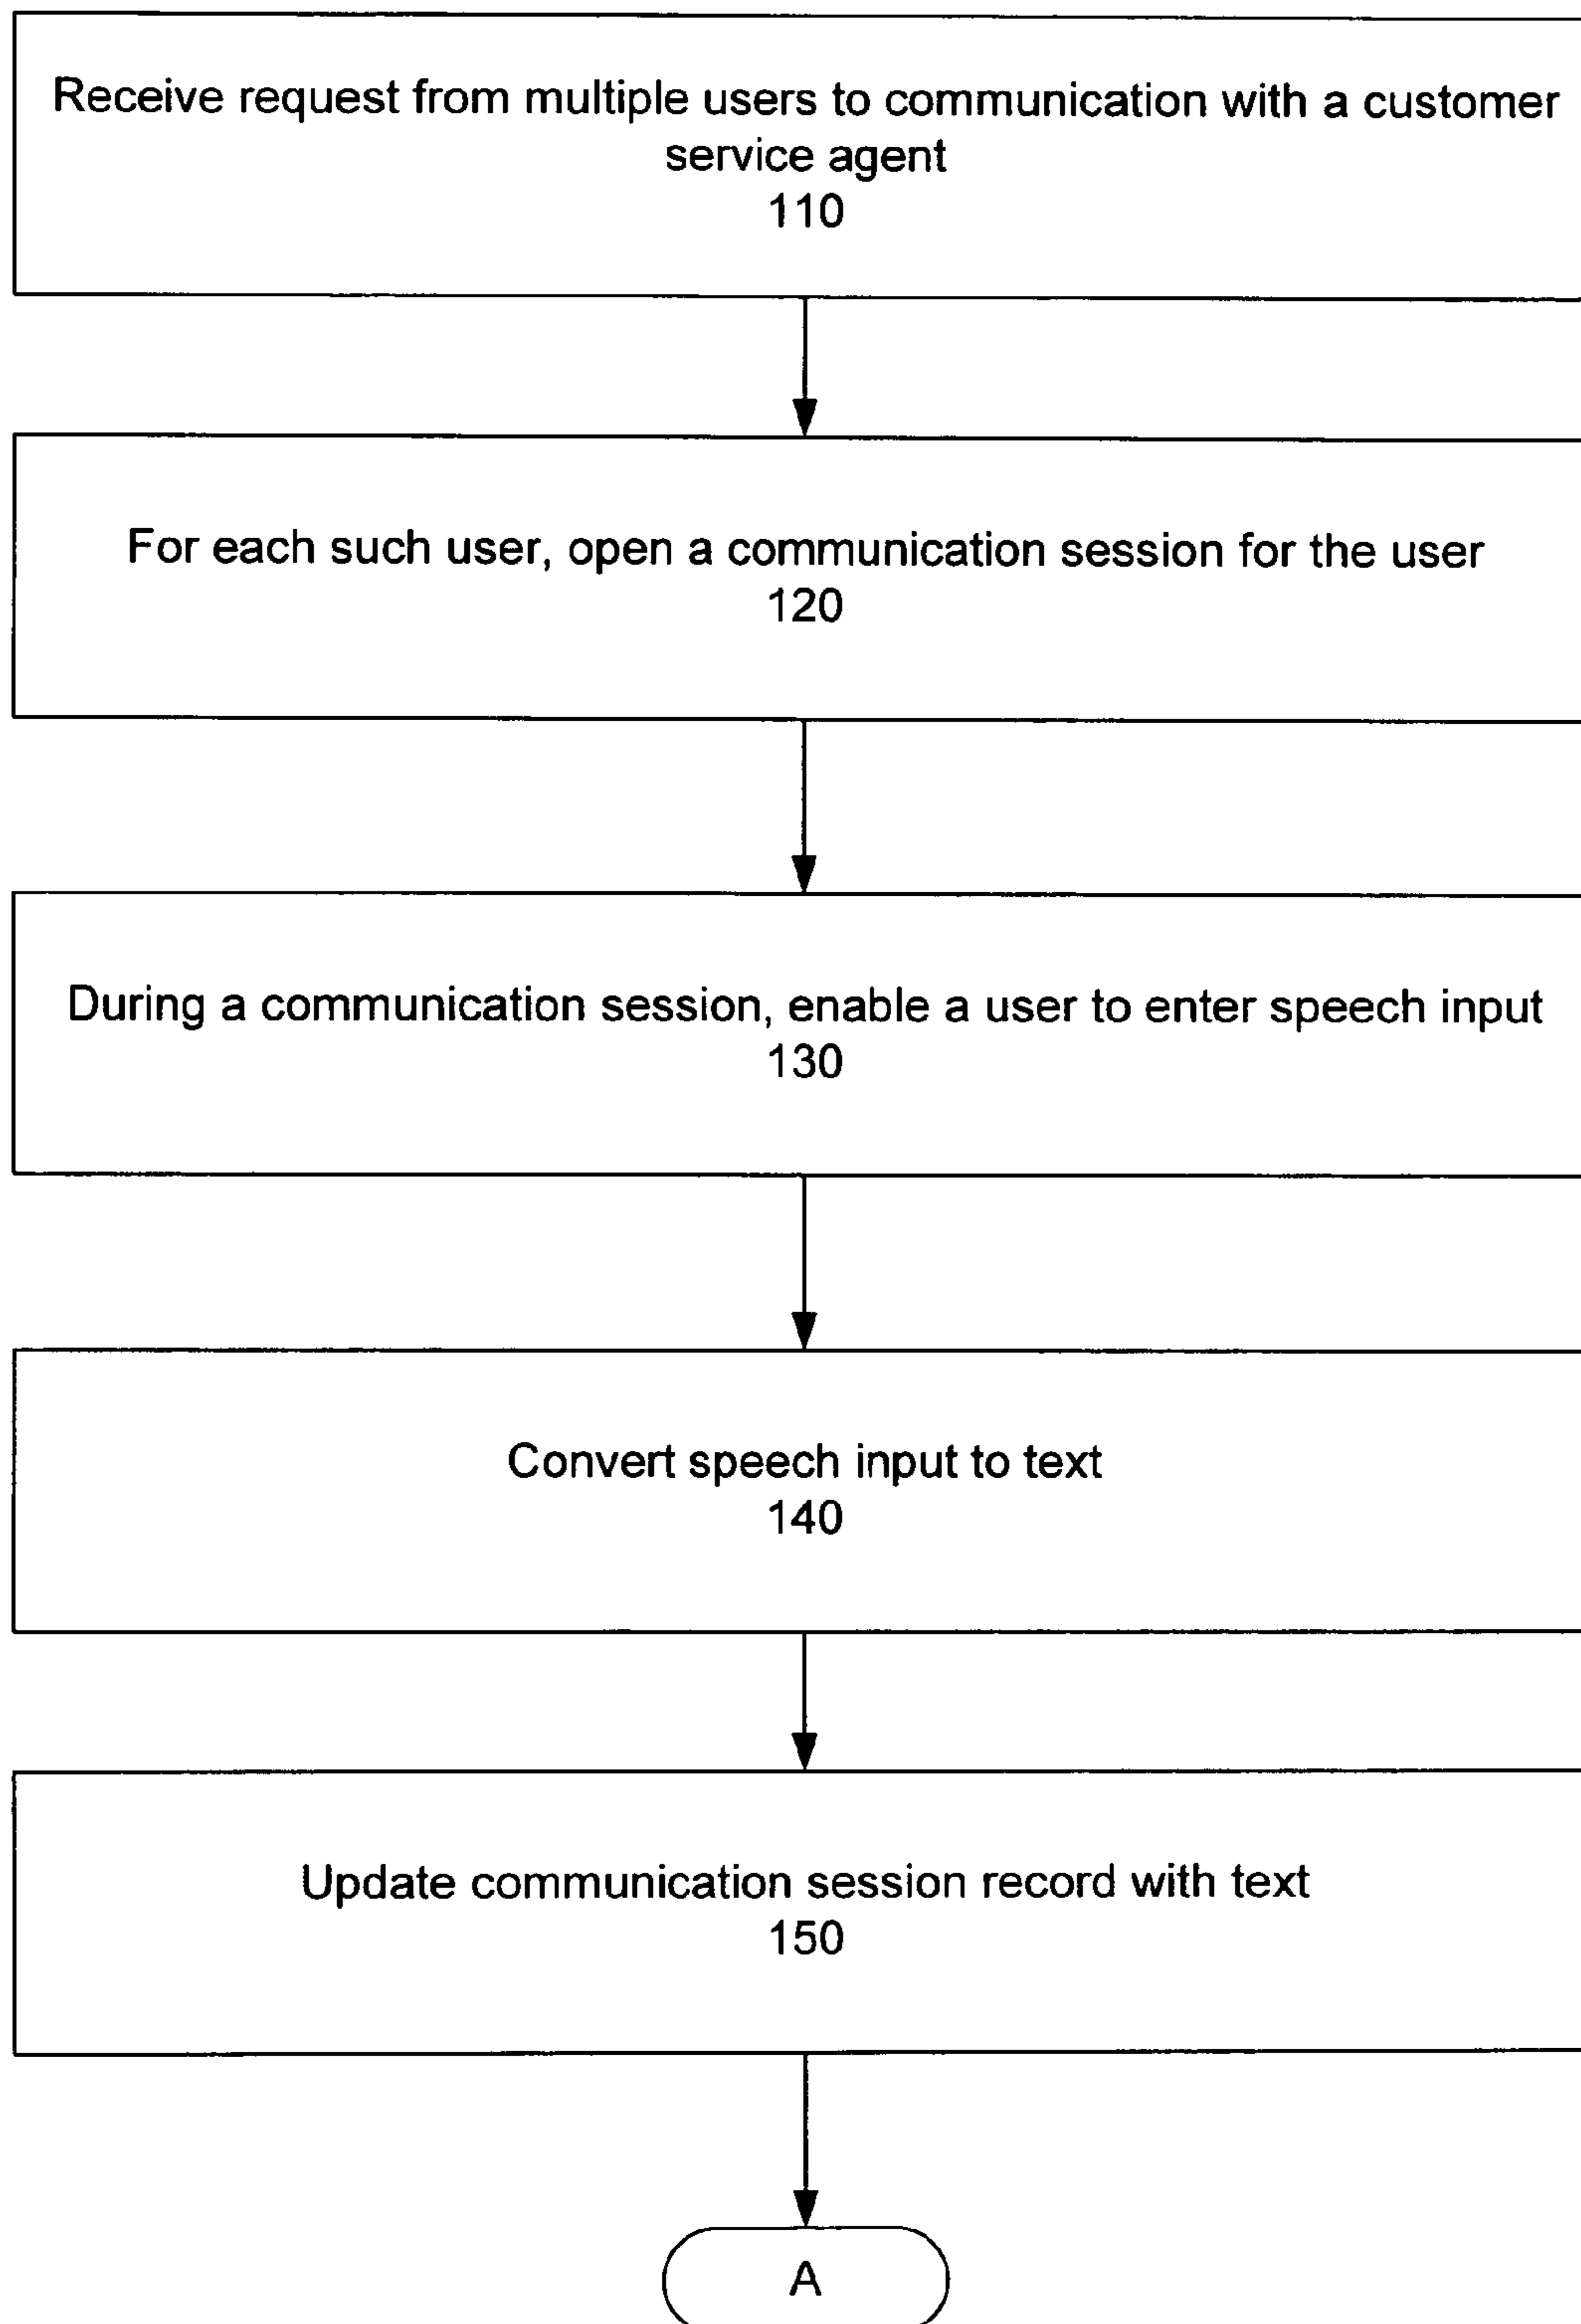 Receive request from multiple users to communication with a customer
service agent
110
For each such user, open a communication session for the user
120
During a communication session, enable a user to enter speech input
130
Convert speech input to text
140
Update communication session record with text
150
A